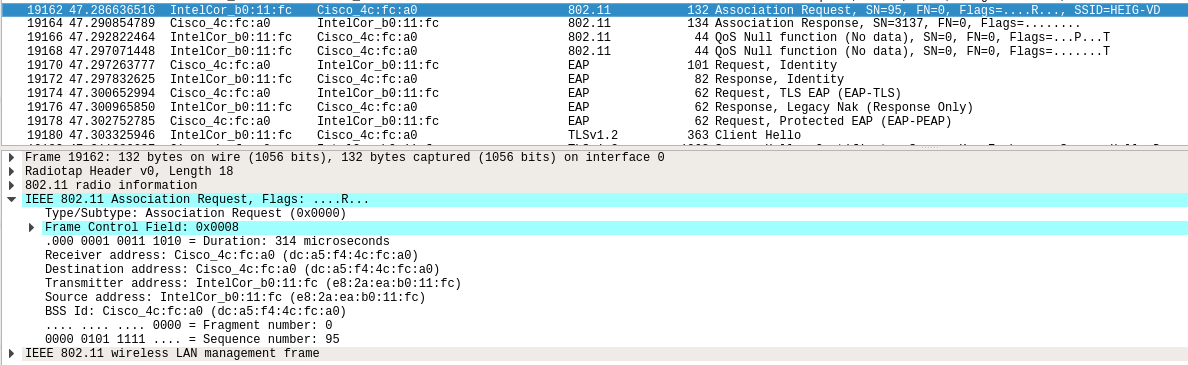 19162 47.286636516 IntelCor_b0:11:fc Cisco_4c:fc:a0 802.11 132 Association Request, SN=95, FN=0, Flags=....R..., SSID=HEIG-VD
19164 47.290854789 Cisco_4c:fc:a0 IntelCor_b0:11:fc 802.11 134 Association Response, SN=3137, FN=0, Flags=........
19166 47.292822464 IntelCor_b0:11:fc Cisco_4c:fc:a0 802.11 44 QoS Null function (No data), SN=0, FN=0, Flags=...P...T
19168 47.297071448 IntelCor_b0:11:fc Cisco_4c:fc:a0 802.11 44 QoS Null function (No data), SN=0, FN=0, Flags=.......T
19170 47.297263777 Cisco_4c:fc:a0 IntelCor_b0:11:fc EAP 101 Request, Identity
19172 47.297832625 IntelCor_b0:11:fc Cisco_4c:fc:a0 EAP 82 Response, Identity
19174 47.300652994 Cisco_4c:fc:a0 IntelCor_b0:11:fc EAP 62 Request, TLS EAP (EAP-TLS)
19176 47.300965850 IntelCor_b0:11:fc Cisco_4c:fc:a0 EAP 62 Response, Legacy Nak (Response Only)
19178 47.302752785 Cisco_4c:fc:a0 IntelCor_b0:11:fc EAP 62 Request, Protected EAP (EAP-PEAP)
19180 47.303325946 IntelCor_b0:11:fc Cisco_4c:fc:a0 TLSv1.2 363 Client Hello
Frame 19162: 132 bytes on wire (1056 bits), 132 bytes captured (1056 bits) on interface 0
Radiotap Header v0, Length 18
802.11 radio information
IEEE 802.11 Association Request, Flags: ....R...
Type/Subtype: Association Request (0x0000)
Frame Control Field: 0x0008
.000 0001 0011 1010 = Duration: 314 microseconds
Receiver address: Cisco_4c:fc:a0 (dc:a5:f4:4c:fc:a0)
Destination address: Cisco_4c:fc:a0 (dc:a5:f4:4c:fc:a0)
Transmitter address: IntelCor_b0:11:fc (e8:2a:ea:b0:11:fc)
Source address: IntelCor_b0:11:fc (e8:2a:ea:b0:11:fc)
BSS Id: Cisco_4c:fc:a0 (dc:a5:f4:4c:fc:a0)
.... .... .... 0000 = Fragment number: 0
0000 0101 1111 .... = Sequence number: 95
IEEE 802.11 wireless LAN management frame